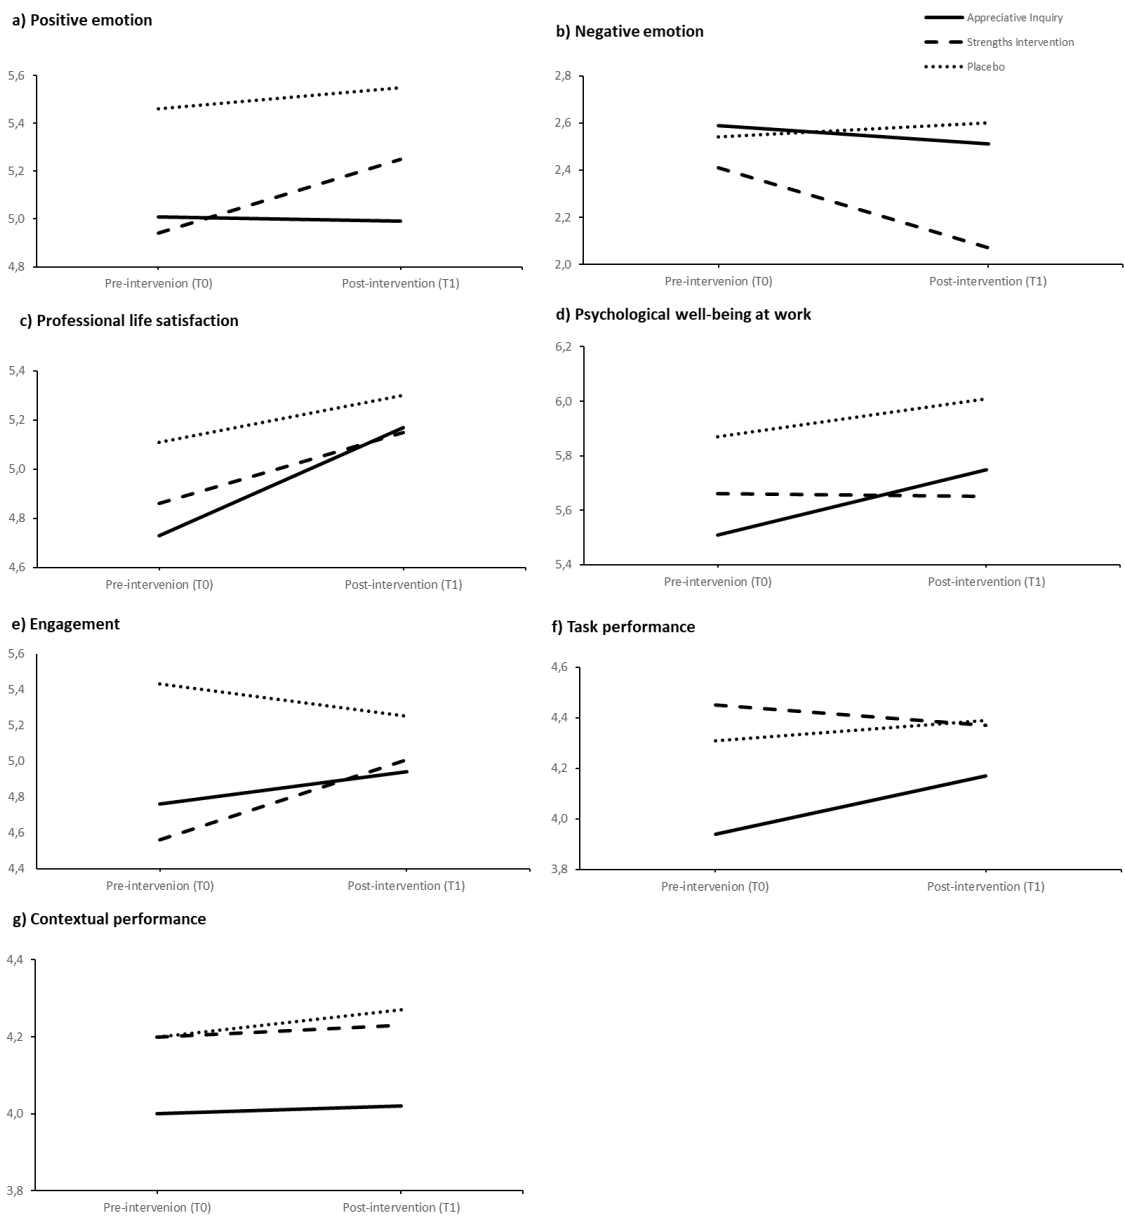 a) Positive emotion
5,6
5,4
5,2
5,0
4,8
Pre-intervenion (T0)
Post-intervention (T1)
b) Negative emotion
Appreciative Inquiry
Strengths intervention
Placebo
2,8
2,6
2,4
2,2
2,0
Pre-intervenion (T0)
Post-intervention (T1)
c) Professional life satisfaction
5,4
5,2
5,0
4,8
4,6
Pre-intervenion (T0)
Post-intervention (T1)
d) Psychological well-being at work
6,2
6,0
5,8
5,6
5,4
Pre-intervenion (T0)
Post-intervention (T1)
e) Engagement
5,6
5,4
5,2
5,0
4,8
4,6
4,4
Pre-intervenion (T0)
Post-intervention (T1)
f) Task performance
4,6
4,4
4,2
4,0
3,8
Pre-intervenion (T0)
Post-intervention (T1)
g) Contextual performance
4,4
4,2
4,0
3,8
Pre-intervenion (T0)
Post-intervention (T1)